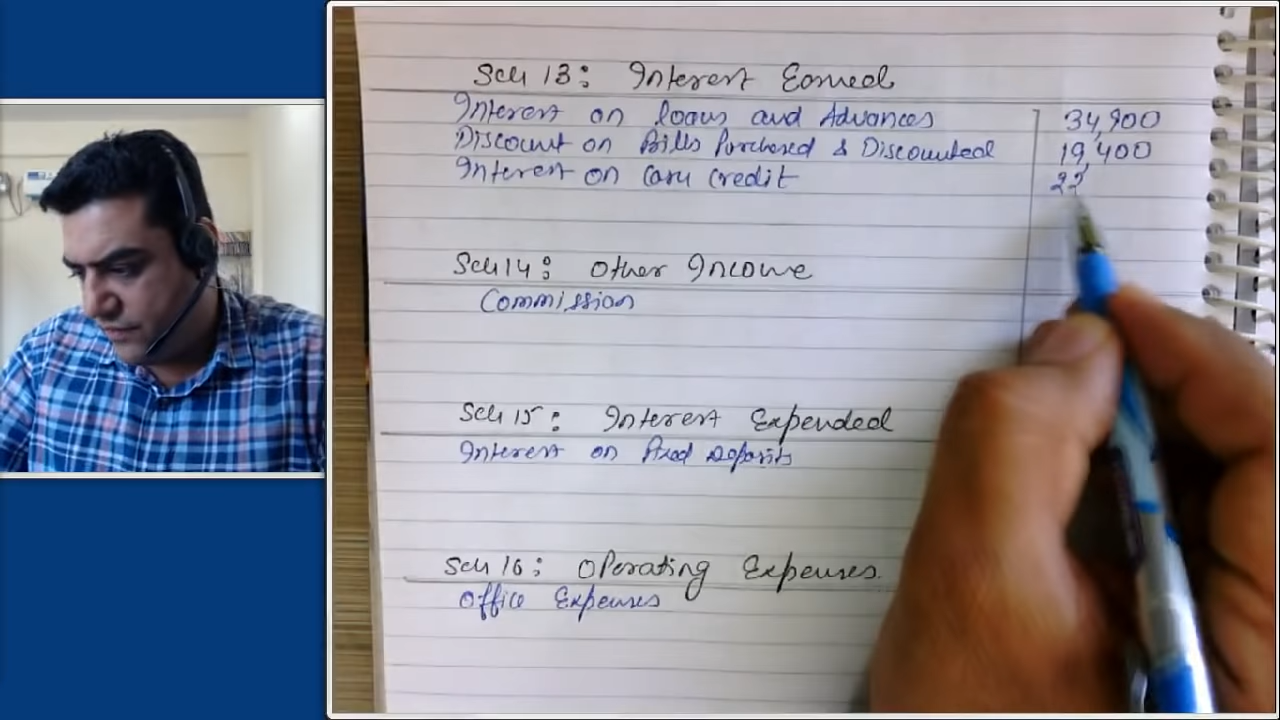 Sch 13: Interest Earned
Interest on loans and Advances 34,900
Discount on Bills Purchased & Discounted 19,400
Interest on Cash Credit 22
Sch 14: Other Income
Commission
Sch 15: Interest Expended
Interest on Fixed Deposits
Sch 16: Operating Expenses
Office Expenses